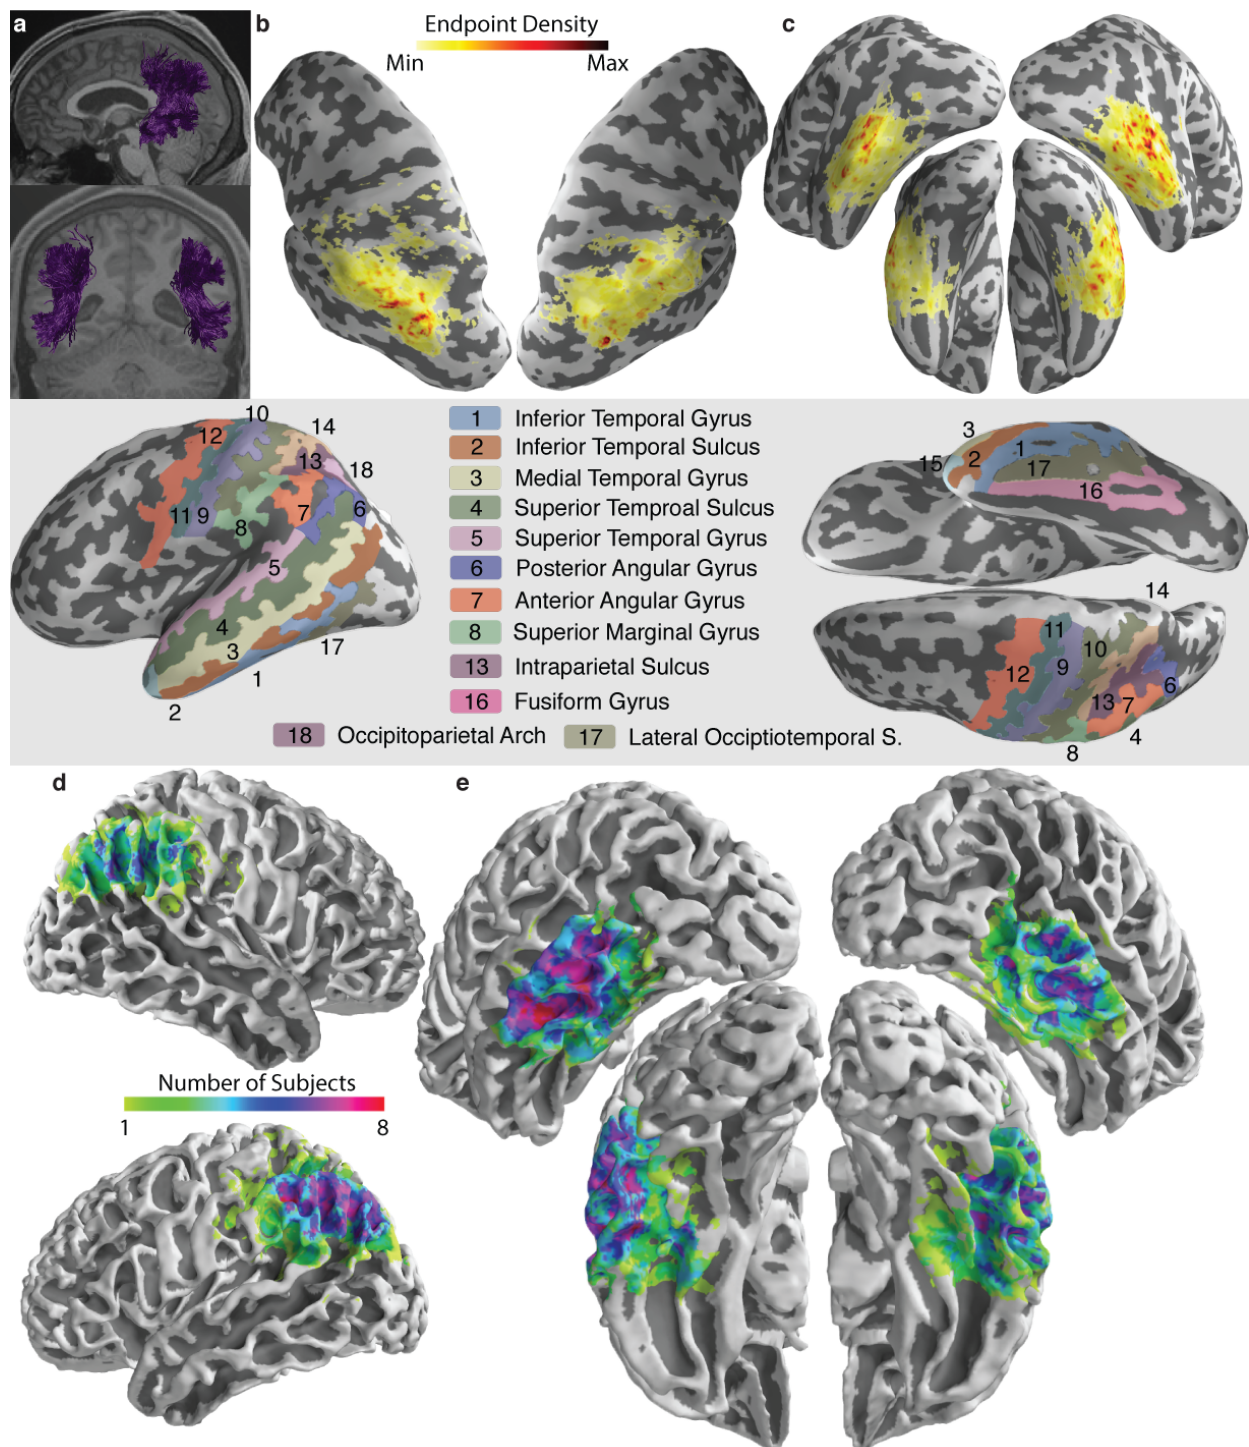 a
b
Endpoint Density
Min Max
c
10
12
14
13
18
11 9
8
7
6
5
4
3
17
1
2
1 Inferior Temporal Gyrus
2 Inferior Temporal Sulcus
3 Medial Temporal Gyrus
4 Superior Temproal Sulcus
5 Superior Temporal Gyrus
6 Posterior Angular Gyrus
7 Anterior Angular Gyrus
8 Superior Marginal Gyrus
13 Intraparietal Sulcus
16 Fusiform Gyrus
18 Occipitoparietal Arch 17 Lateral Occiptiotemporal S.
3
1
15 2
17
16
14
11
10
9
12
6
13 7
4
8
d
e
Number of Subjects
1 8